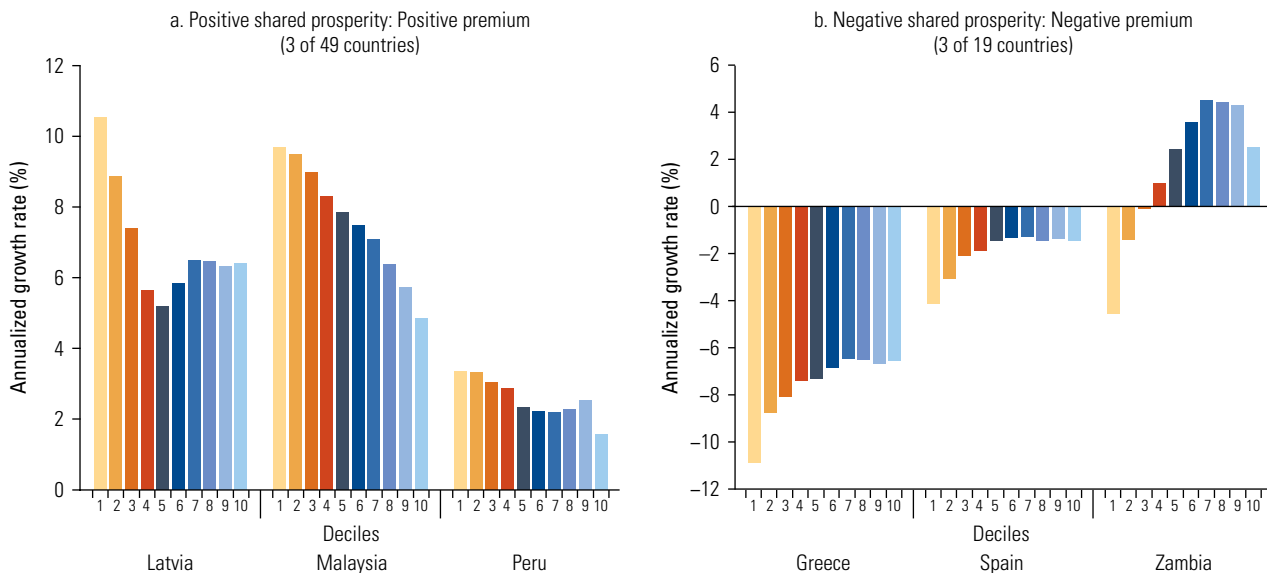 a. Positive shared prosperity: Positive premium
(3 of 49 countries)
Annualized growth rate (%)
12
10
8
6
4
2
0
1 2 3 4 5 6 7 8 9 10 1 2 3 4 5 6 7 8 9 10 1 2 3 4 5 6 7 8 9 10
Deciles
Latvia Malaysia Peru
b. Negative shared prosperity: Negative premium
(3 of 19 countries)
Annualized growth rate (%)
6
4
2
0
–2
–4
–6
–8
–10
–12
1 2 3 4 5 6 7 8 9 10 1 2 3 4 5 6 7 8 9 10 1 2 3 4 5 6 7 8 9 10
Deciles
Greece Spain Zambia